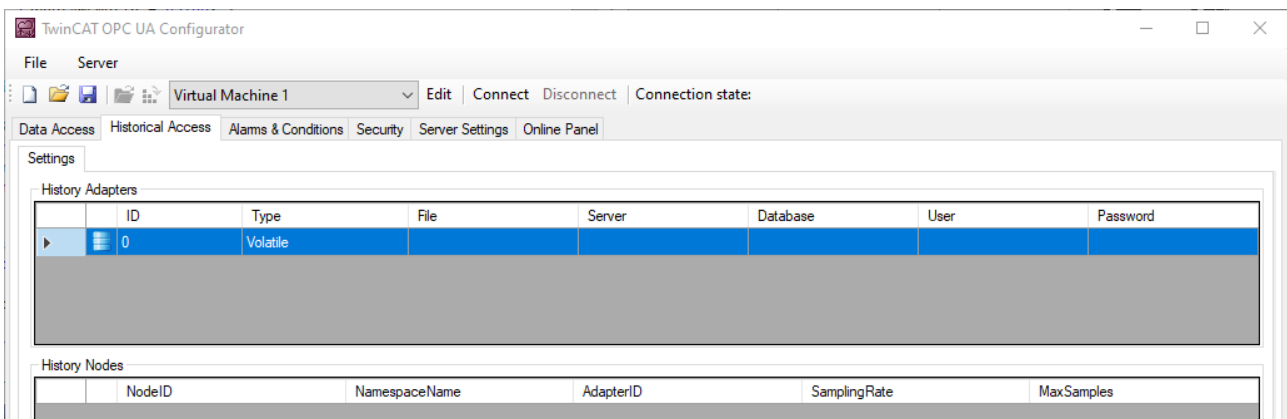 TwinCAT OPC UA Configurator
File Server
Virtual Machine 1 Edit Connect Disconnect Connection state:
Data Access Historical Access Alarms & Conditions Security Server Settings Online Panel
Settings
History Adapters
ID Type File Server Database User Password
0 Volatile
History Nodes
NodeID NamespaceName AdapterID SamplingRate MaxSamples